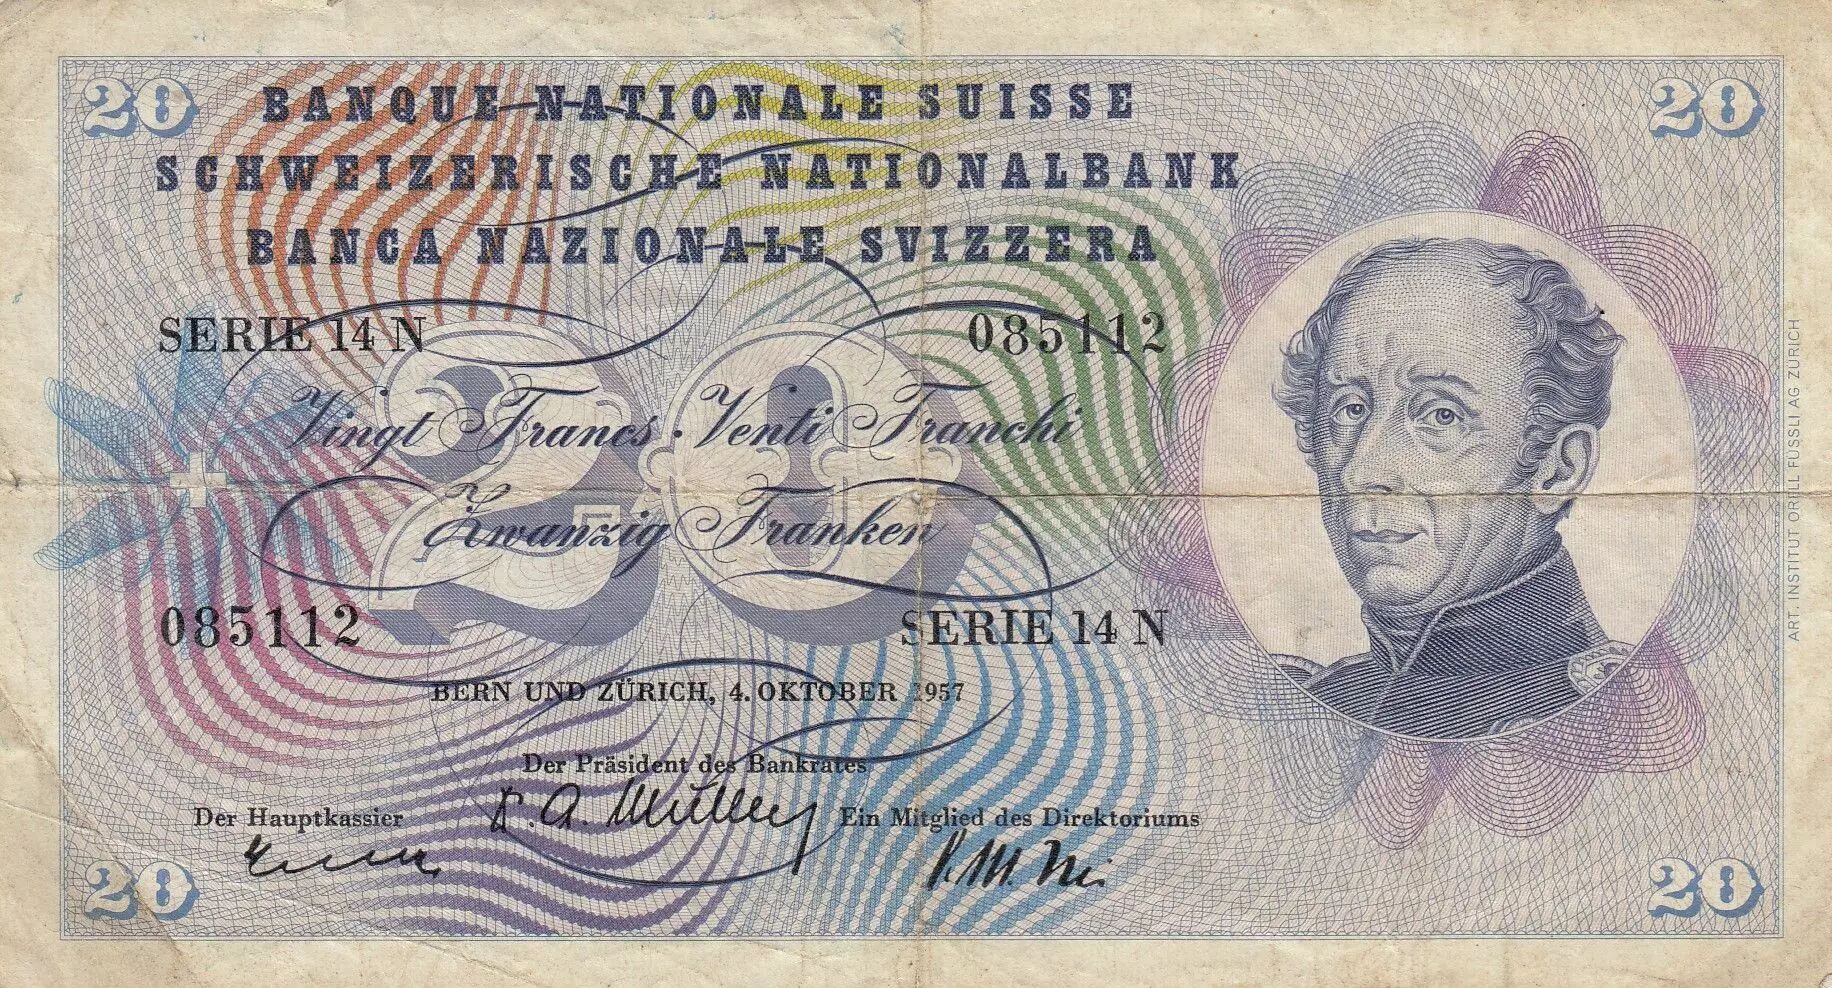 20 20
BANQUE NATIONALE SUISSE
SCHWEIZERISCHE NATIONALBANK
BANCA NAZIONALE SVIZZERA
SERIE 14 N 085112
20
Vingt Francs · Venti Franchi
Zwanzig Franken
085112 SERIE 14 N
BERN UND ZÜRICH, 4. OKTOBER 1957
Der Präsident des Bankrates
Der Hauptkassier
Ein Mitglied des Direktoriums
20 20
ART. INSTITUT ORELL FÜSSLI AG ZÜRICH